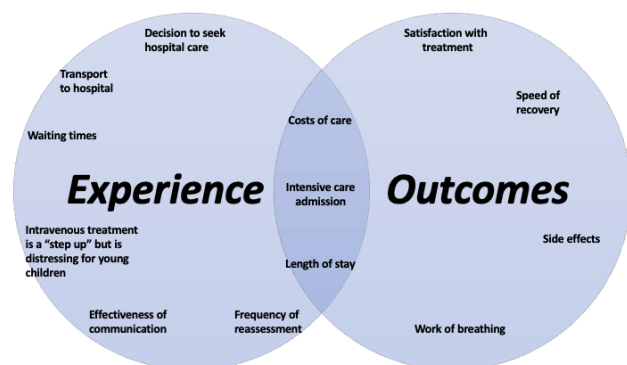 Decision to seek
hospital care
Transport
to hospital
Waiting times
Experience
Intravenous treatment
is a “step up” but is
distressing for young
children
Effectiveness of
communication
Frequency of
reassessment
Costs of care
Intensive care
admission
Length of stay
Satisfaction with
treatment
Speed of
recovery
Outcomes
Side effects
Work of breathing